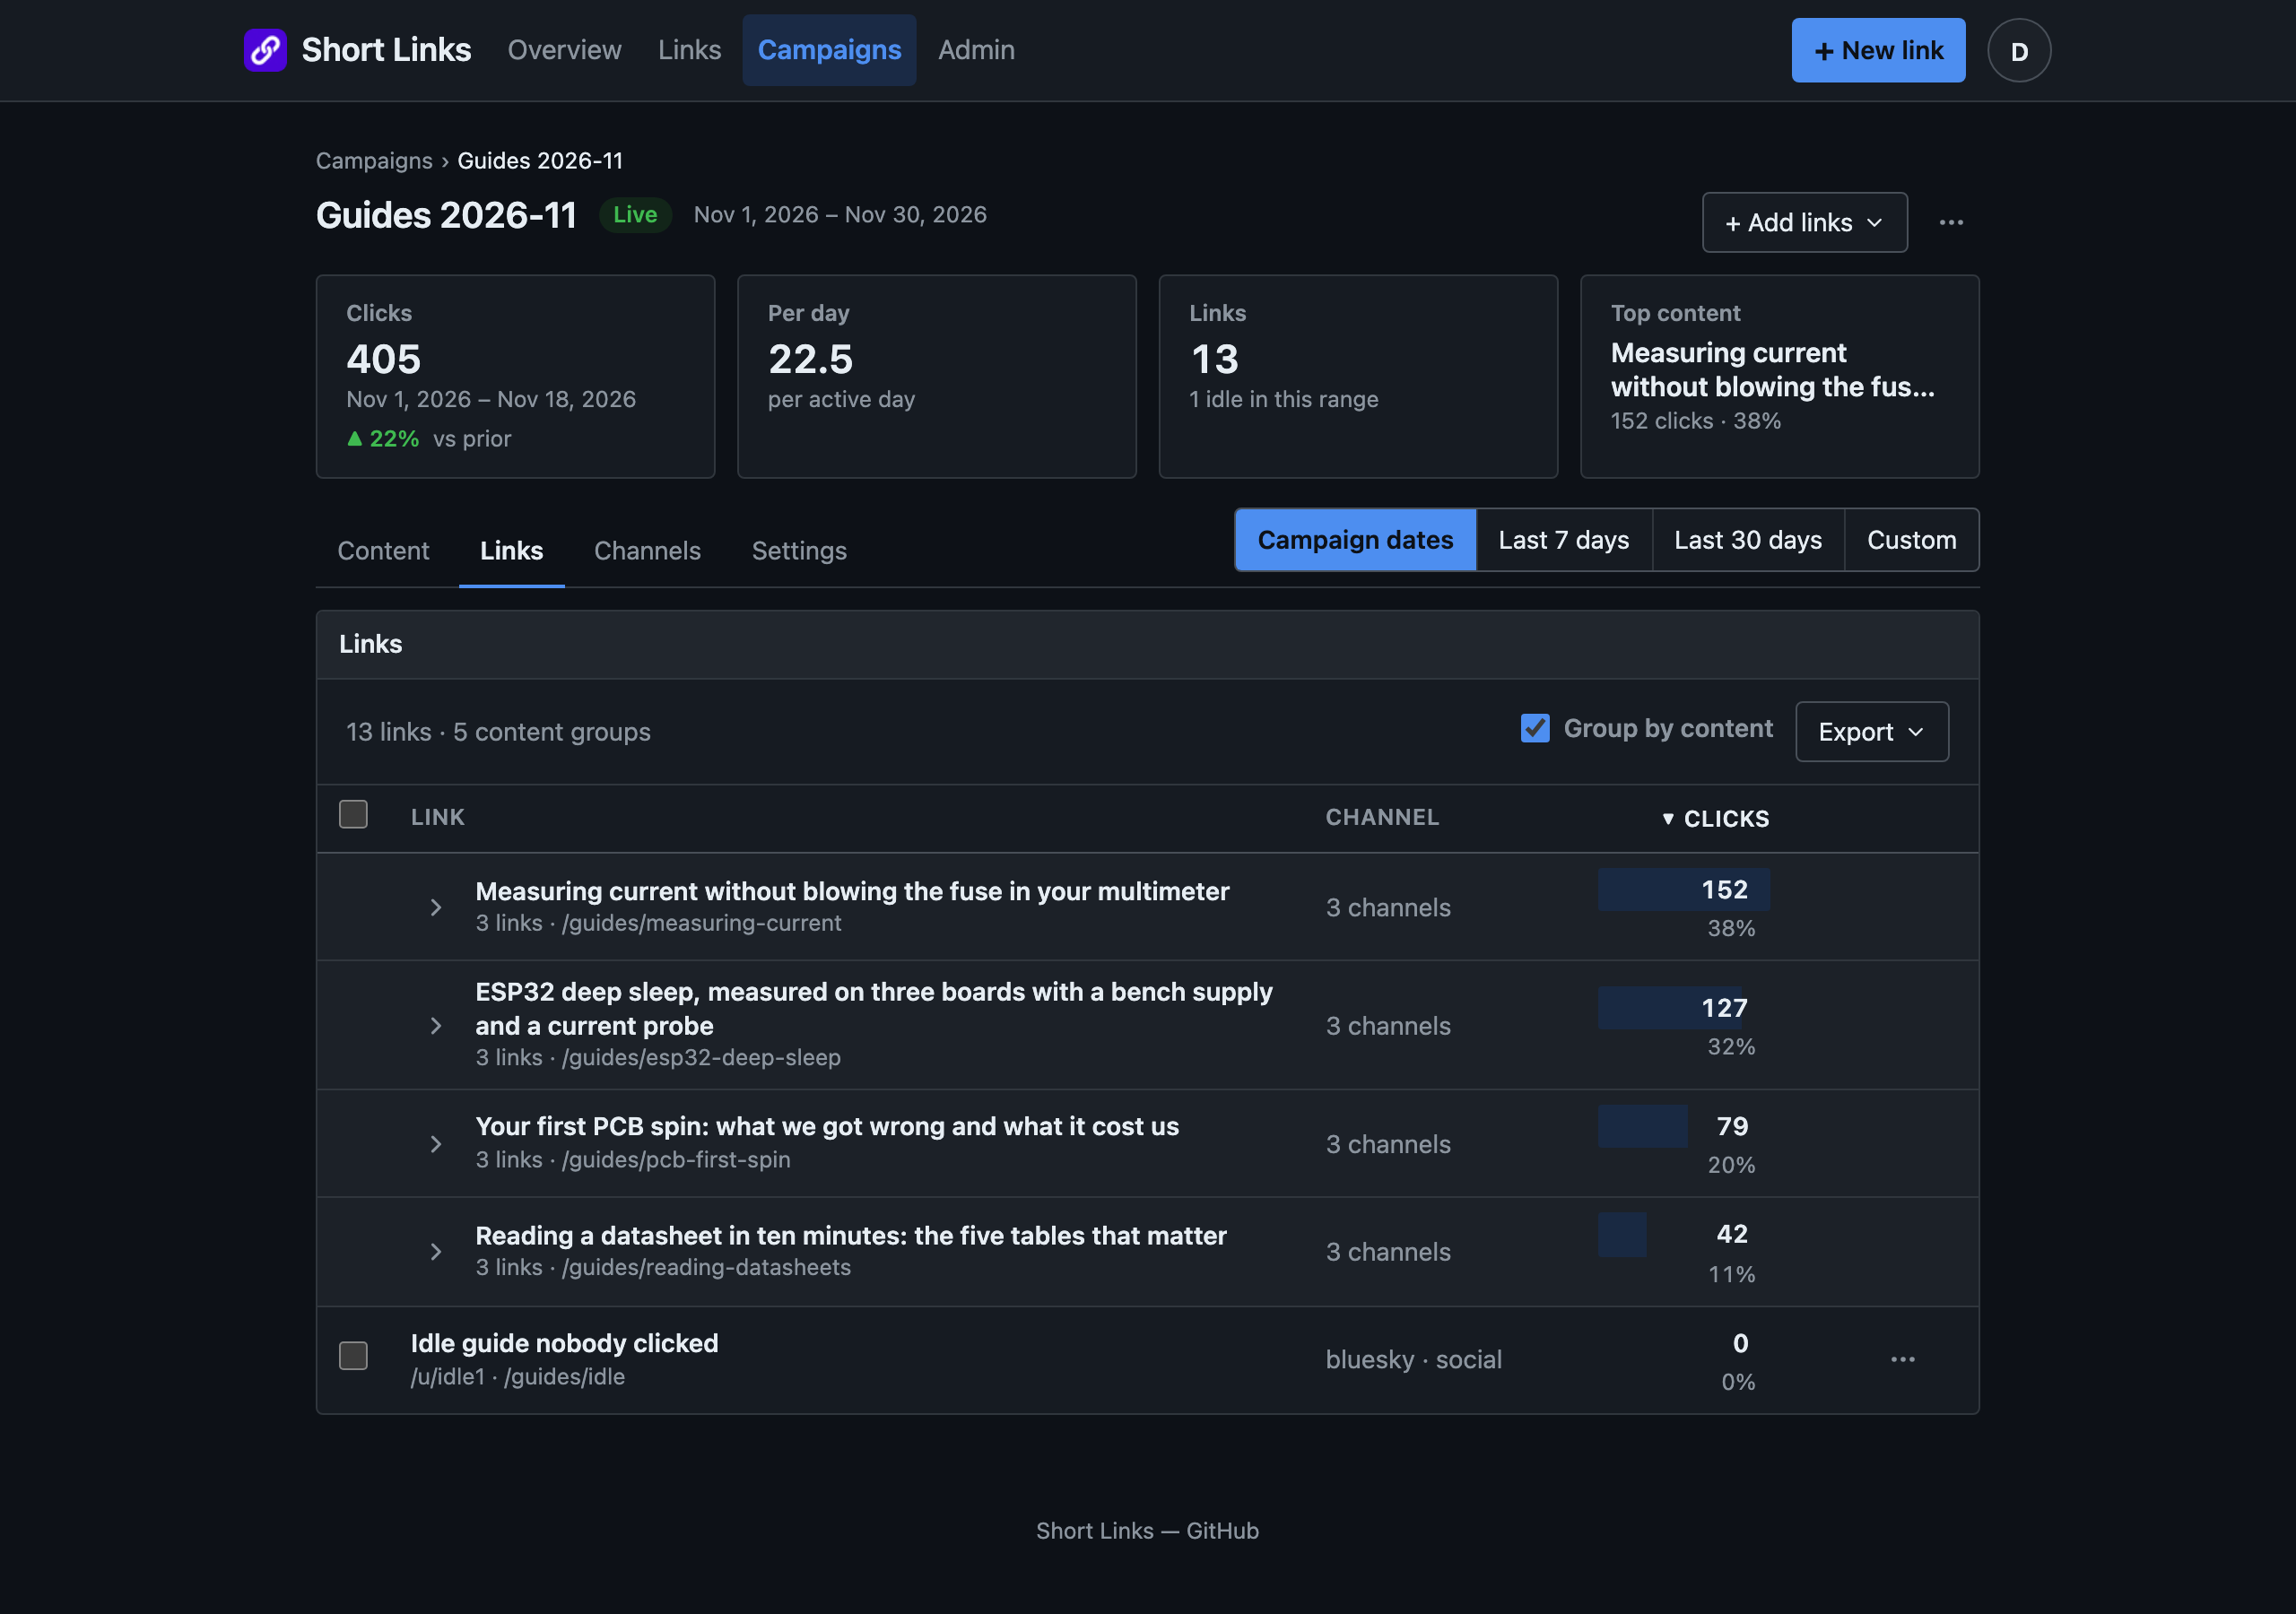 Short Links
Overview
Links
Campaigns
Admin
+ New link
D
Campaigns › Guides 2026-11
Guides 2026-11
Live
Nov 1, 2026 – Nov 30, 2026
+ Add links
Clicks
405
Nov 1, 2026 – Nov 18, 2026
▲ 22% vs prior
Per day
22.5
per active day
Links
13
1 idle in this range
Top content
Measuring current
without blowing the fus...
152 clicks · 38%
Content
Links
Channels
Settings
Campaign dates
Last 7 days
Last 30 days
Custom
Links
13 links · 5 content groups
Group by content
Export
LINK
CHANNEL
▼ CLICKS
Measuring current without blowing the fuse in your multimeter
3 links · /guides/measuring-current
3 channels
152
38%
ESP32 deep sleep, measured on three boards with a bench supply
and a current probe
3 links · /guides/esp32-deep-sleep
3 channels
127
32%
Your first PCB spin: what we got wrong and what it cost us
3 links · /guides/pcb-first-spin
3 channels
79
20%
Reading a datasheet in ten minutes: the five tables that matter
3 links · /guides/reading-datasheets
3 channels
42
11%
Idle guide nobody clicked
/u/idle1 · /guides/idle
bluesky · social
0
0%
Short Links — GitHub